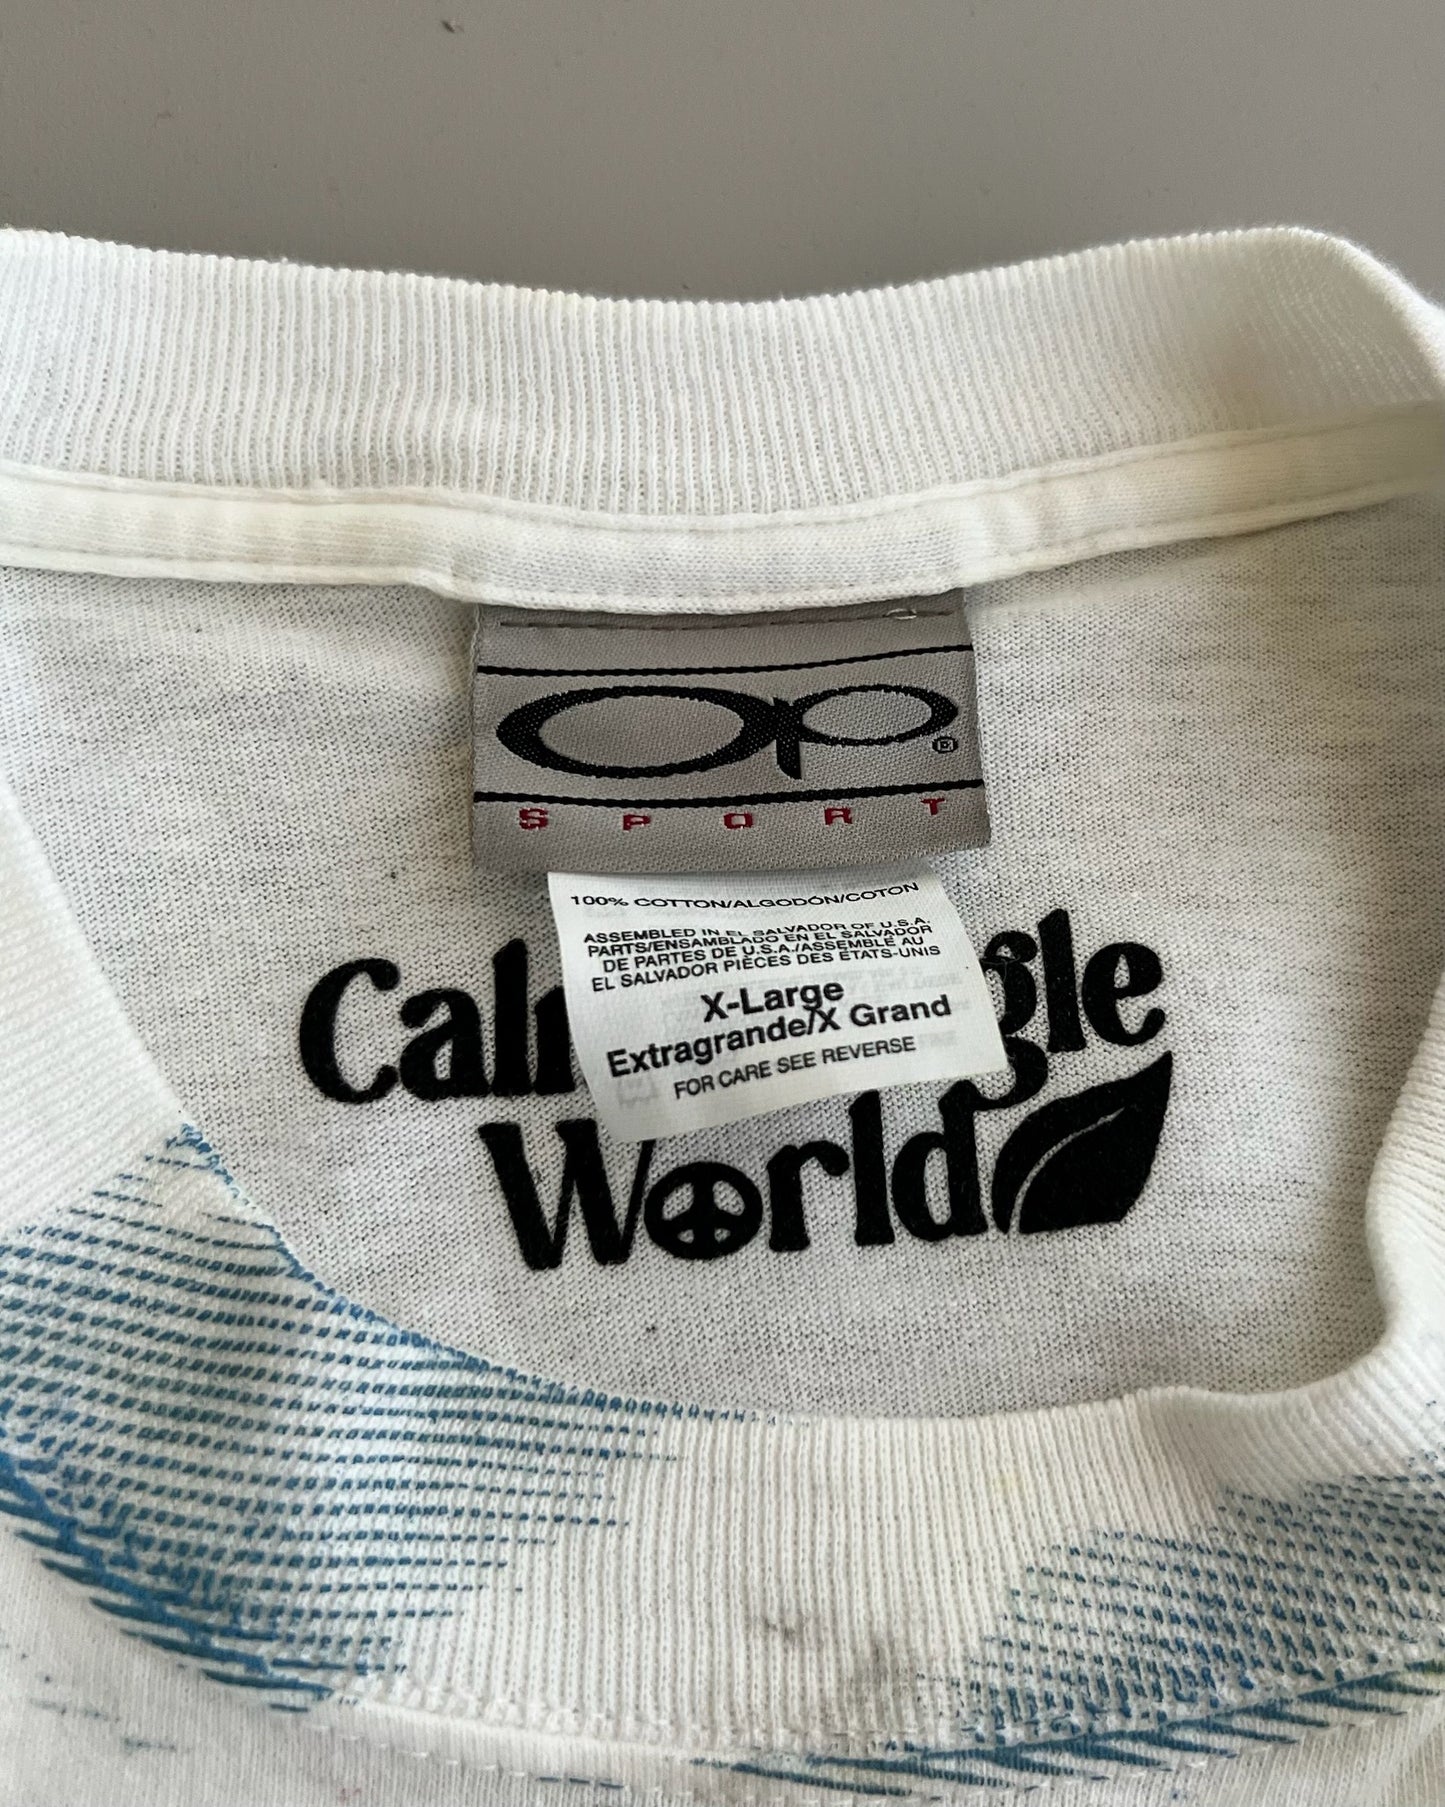 Op
SPORT
100% COTTON/ALGODÓN/COTON
ASSEMBLED IN EL SALVADOR OF U.S.A.
PARTS/ENSAMBLADO EN EL SALVADOR
DE PARTES DE U.S.A./ASSEMBLÉ AU
EL SALVADOR PIÈCES DES ÉTATS-UNIS
X-Large
Extragrande/X Grand
FOR CARE SEE REVERSE
World